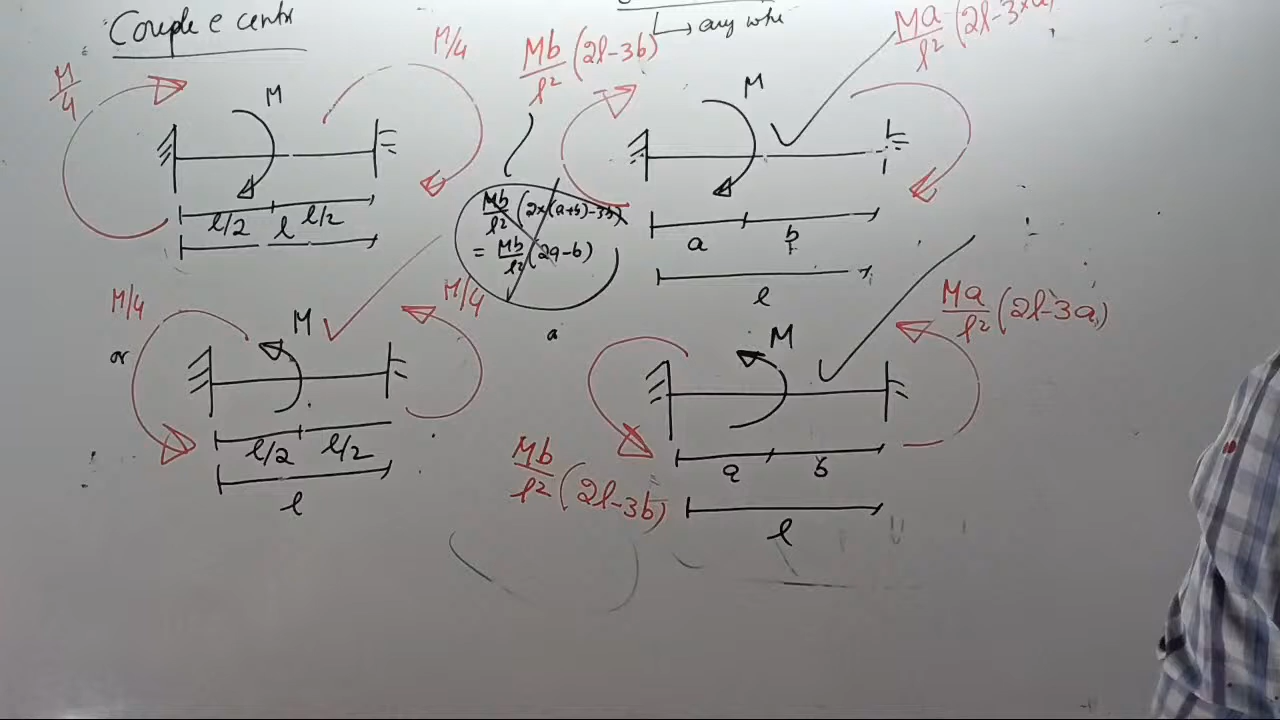 Couple e centr
M/4
M
M/4
l/2 l/2
l
or
M/4
M
M/4
l/2 l/2
l
↳ any whe
Mb/l² (2l-3b)
M
Ma/l² (2l-3×a)
Mb/l² (2×(a+b)-3b)
= Mb/l² (2a-b)
a b
l
a
M
Ma/l² (2l-3a)
Mb/l² (2l-3b)
a b
l